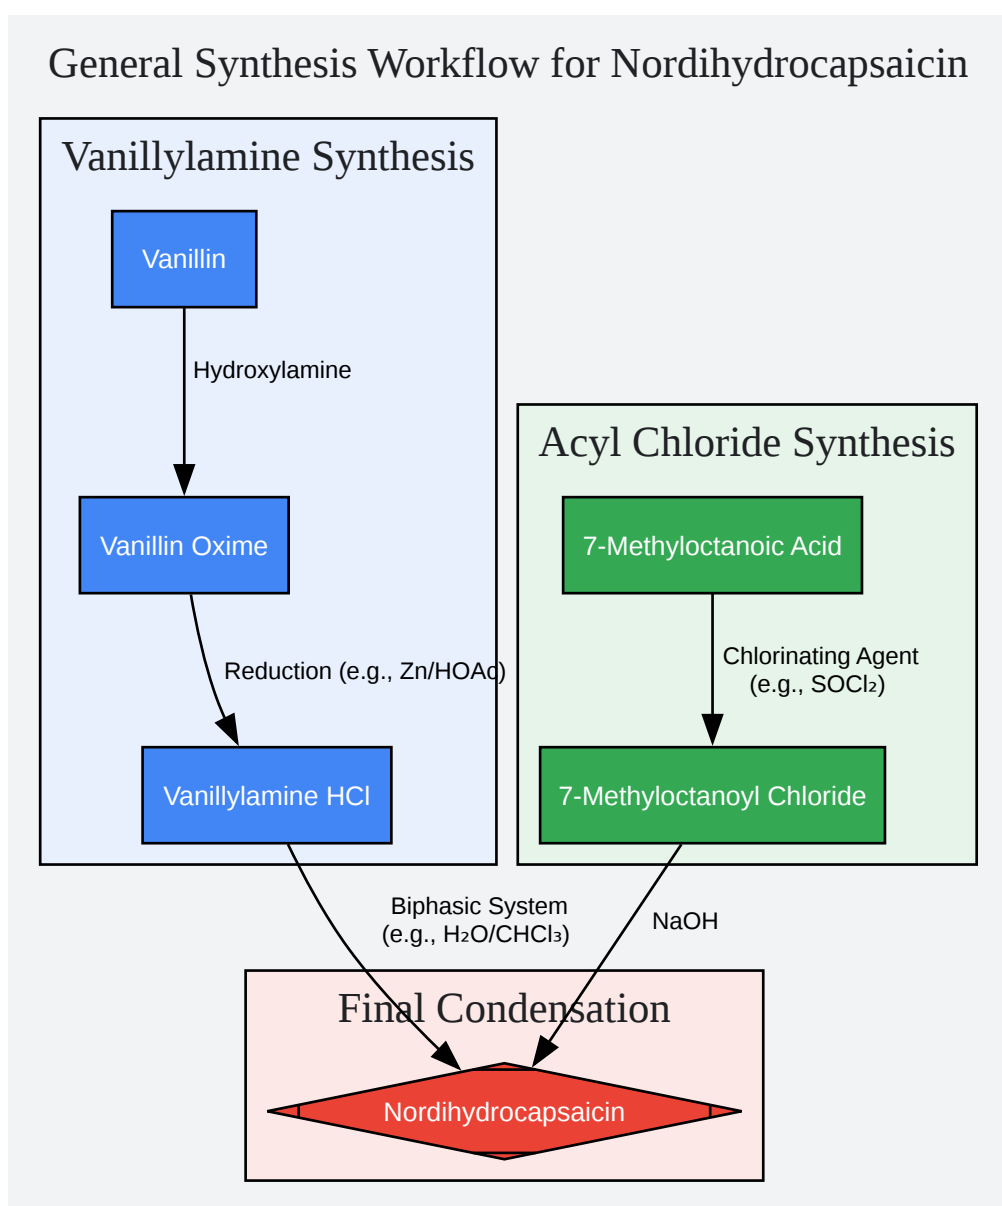 General Synthesis Workflow for Nordihydrocapsaicin
Vanillylamine Synthesis
Vanillin
Hydroxylamine
Vanillin Oxime
Reduction (e.g., Zn/HOAc)
Vanillylamine HCl
Acyl Chloride Synthesis
7-Methyloctanoic Acid
Chlorinating Agent
(e.g., SOCl₂)
7-Methyloctanoyl Chloride
Biphasic System
(e.g., H₂O/CHCl₃)
NaOH
Final Condensation
Nordihydrocapsaicin